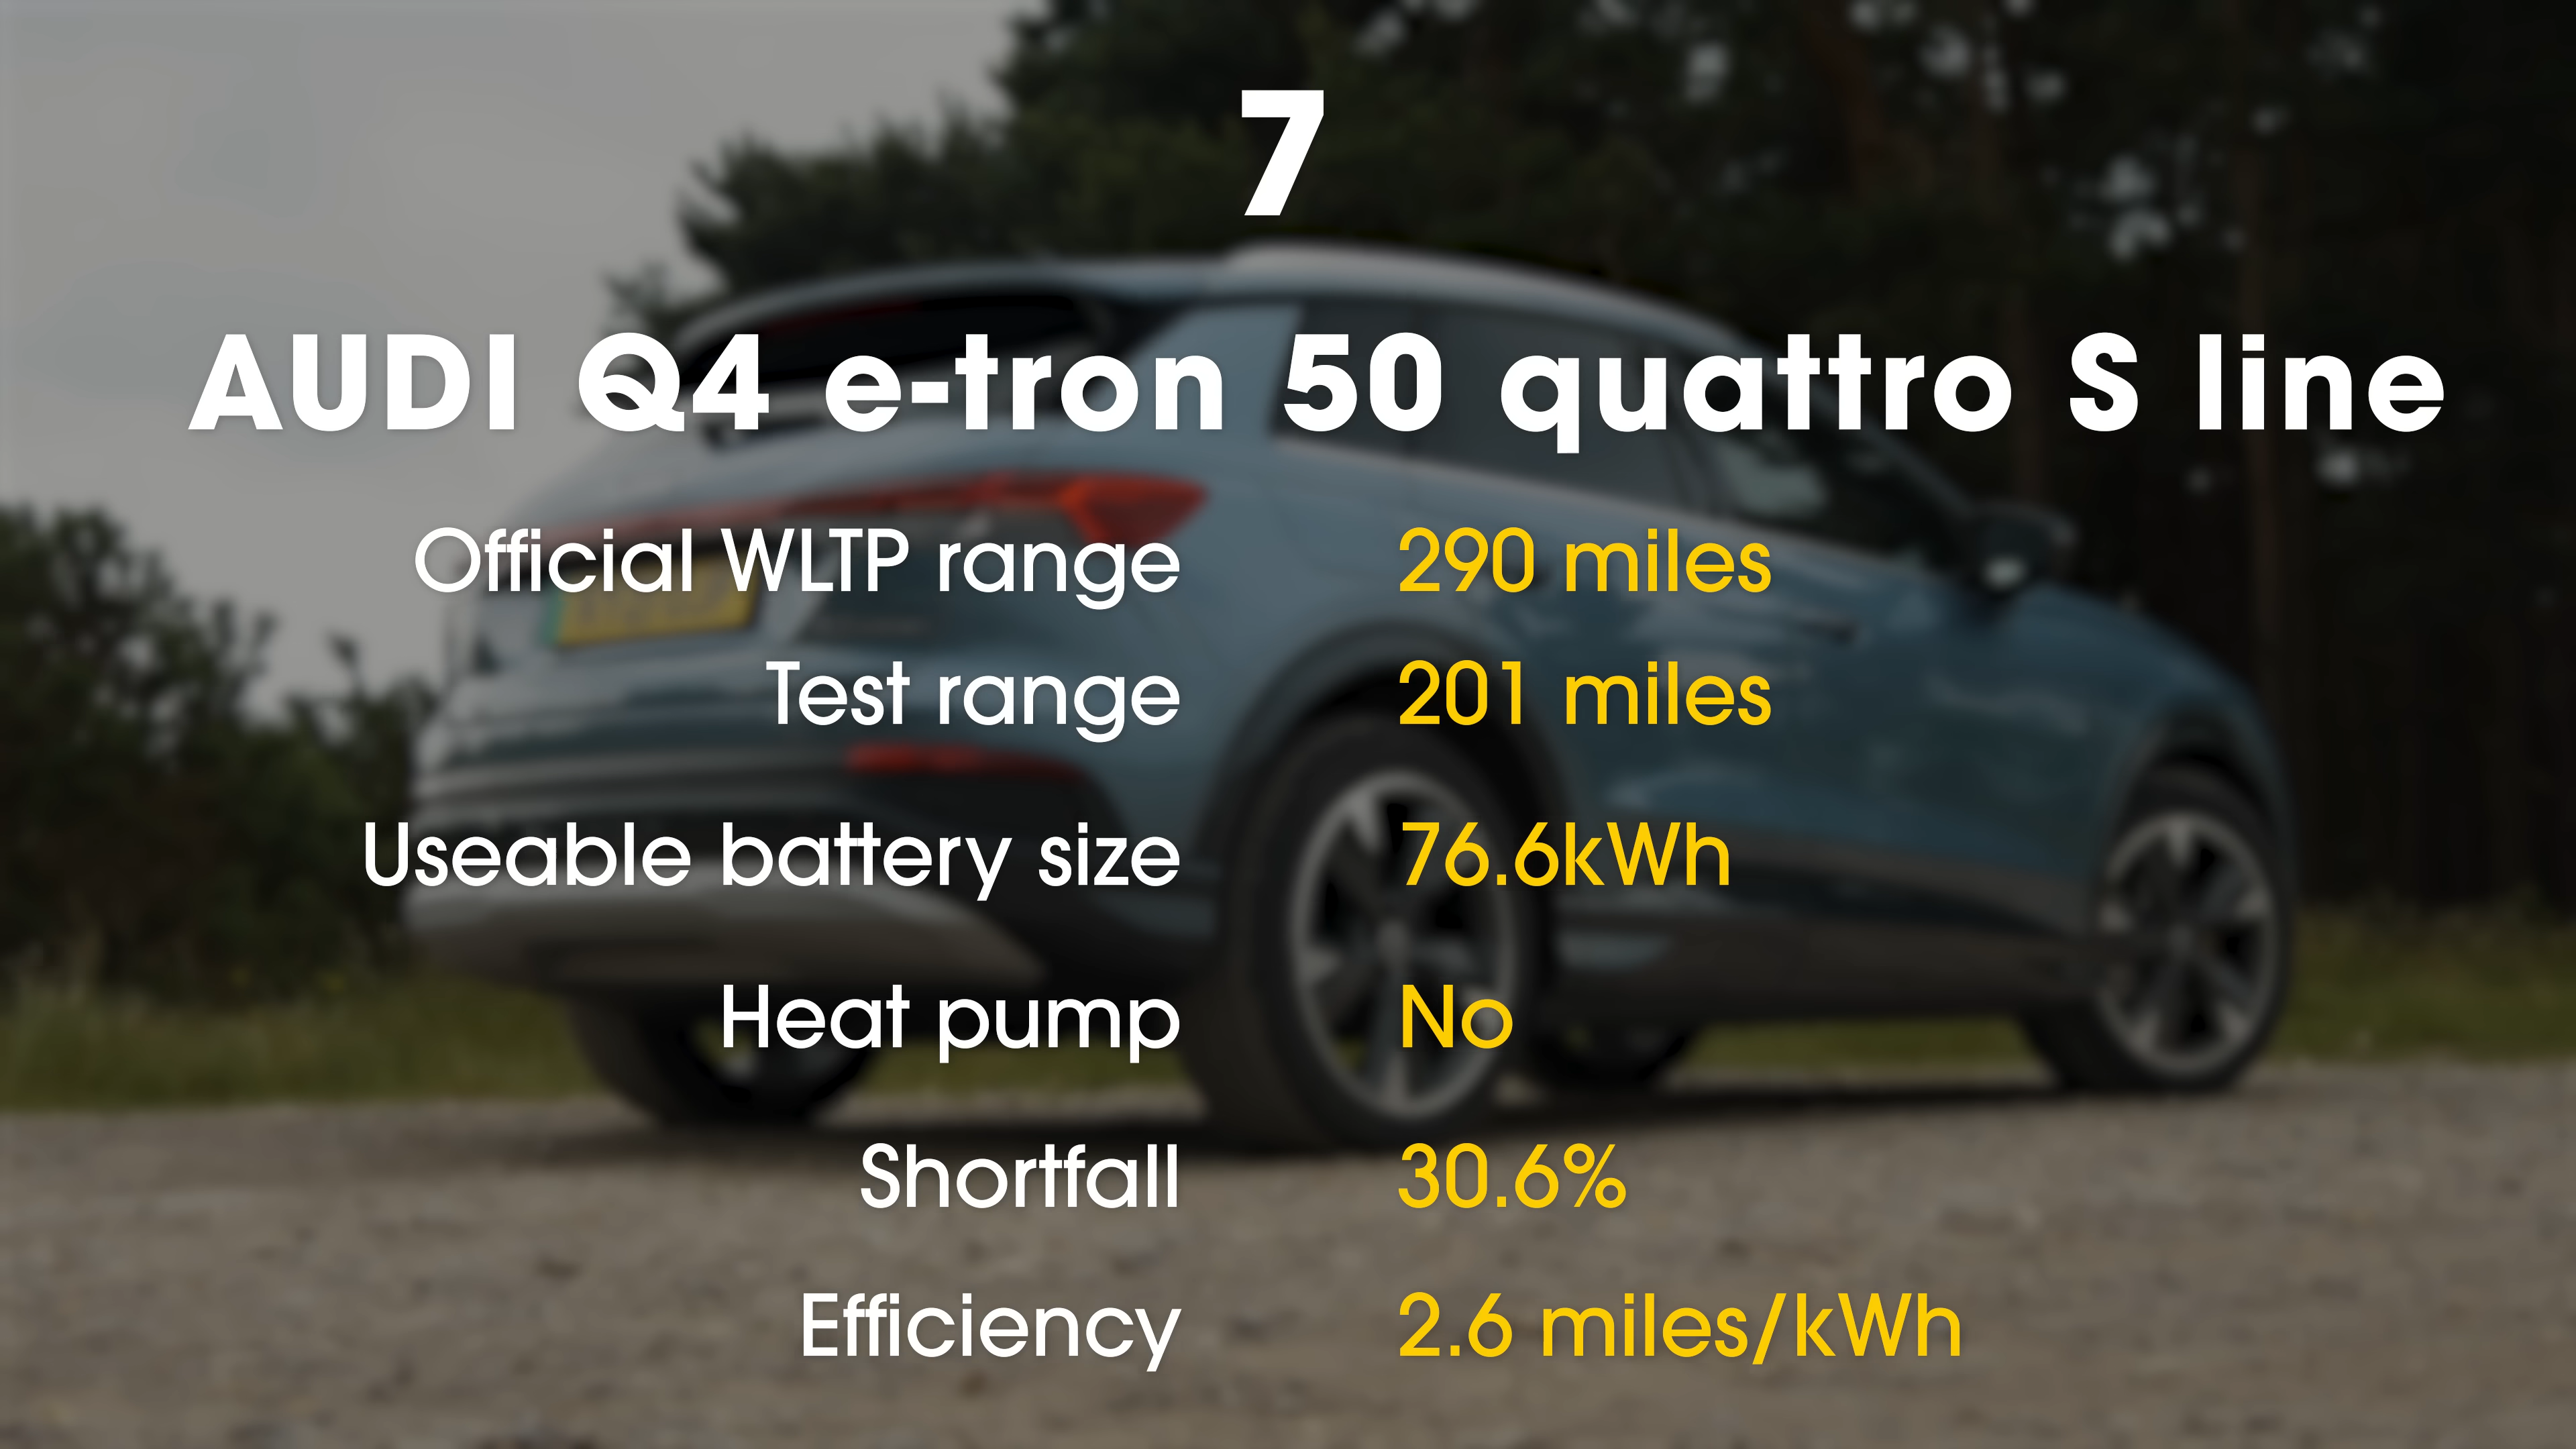 7
AUDI Q4 e-tron 50 quattro S line
Official WLTP range 290 miles
Test range 201 miles
Useable battery size 76.6kWh
Heat pump No
Shortfall 30.6%
Efficiency 2.6 miles/kWh